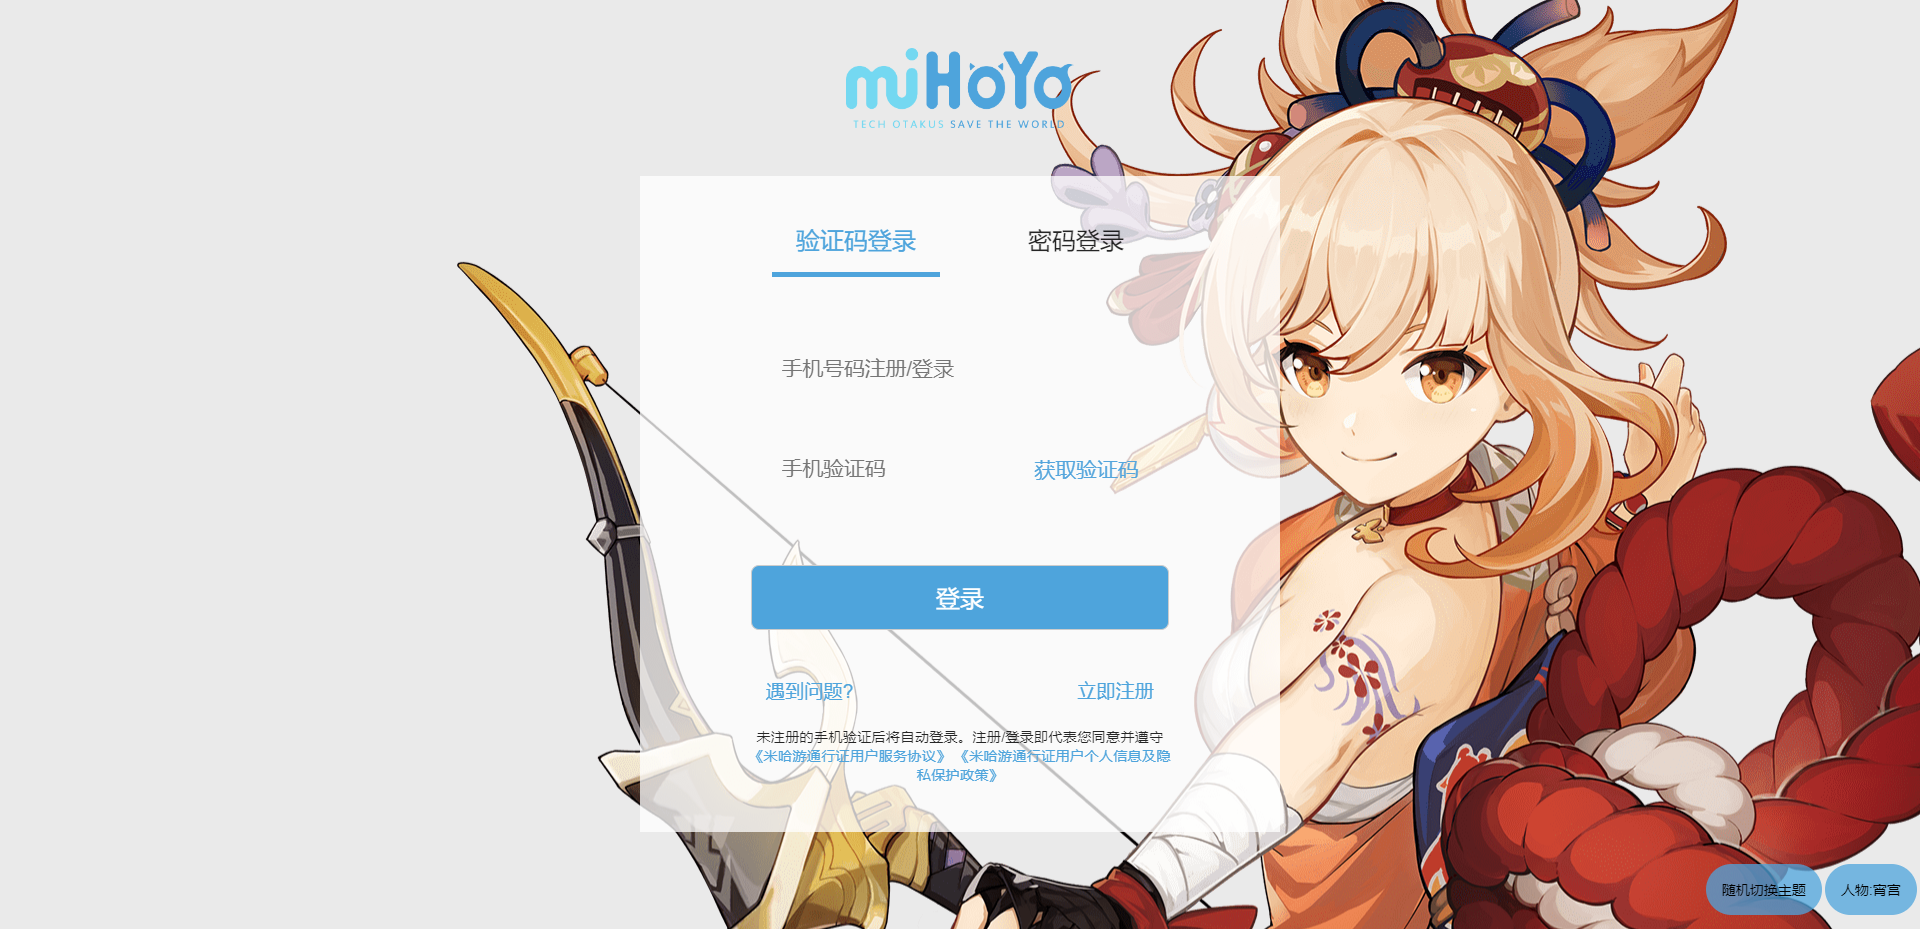 miHoYo
TECH OTAKUS SAVE THE WORLD
验证码登录
密码登录
手机号码注册/登录
手机验证码
获取验证码
登录
遇到问题?
立即注册
未注册的手机验证后将自动登录。注册/登录即代表您同意并遵守
《米哈游通行证用户服务协议》 《米哈游通行证用户个人信息及隐
私保护政策》
随机切换主题
人物:宵宫